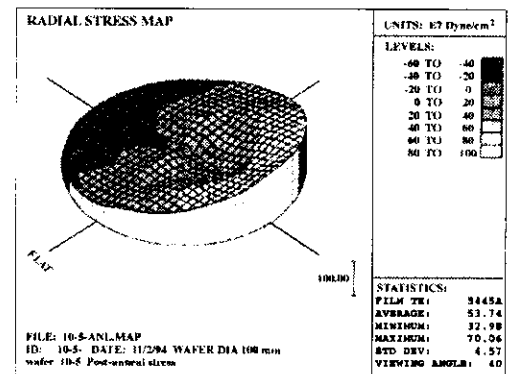 RADIAL STRESS MAP
UNITS: E7 Dyne/cm2
LEVELS:
-60 TO -40
-40 TO -20
-20 TO 0
0 TO 20
20 TO 40
40 TO 60
60 TO 80
80 TO 100
FLAT
100.00
STATISTICS:
FILM TK: 5445A
AVERAGE: 53.74
MINIMUM: 32.98
MAXIMUM: 70.06
STD DEV: 4.57
VIEWING ANGLE: 40
FILE: 10-5-ANL.MAP
ID: 10-5- DATE: 11/2/94 WAFER DIA 100 mm
wafer 10-5 Post-anneal stress